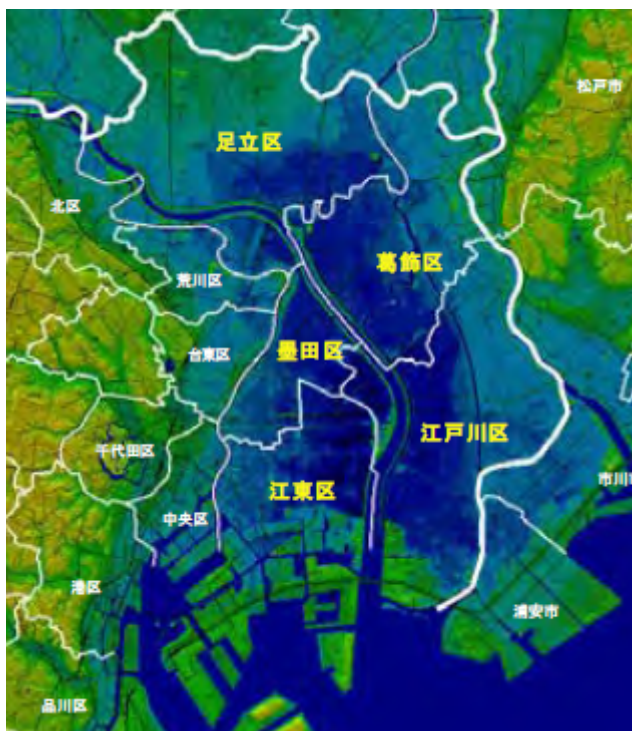 松戸市
足立区
北区
葛飾区
荒川区
墨田区
台東区
江戸川区
千代田区
市川市
江東区
中央区
港区
浦安市
品川区